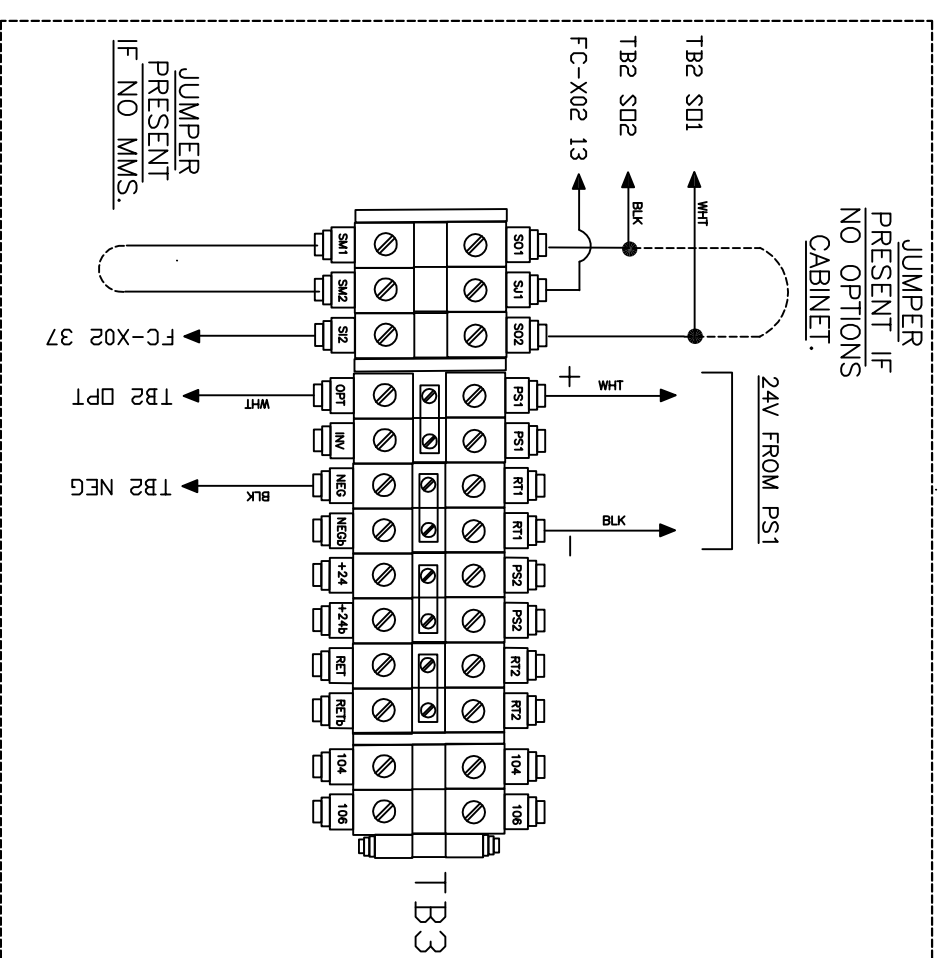 JUMPER
PRESENT
IF NO MMS.
FC-X02 13
TB2 SO2
TB2 SO1
BLK
WHT
JUMPER
PRESENT IF
NO OPTIONS
CABINET.
SM1
SO1
SM2
SJ1
FC-X02 37
SI2
SO2
TB2 OPT
WHT
OPT
PS1
+
WHT
24V FROM PS1
INV
PS1
TB2 NEG
BLK
NEG
RT1
NEGb
RT1
BLK
-
+24
PS2
+24b
PS2
RET
RT2
RETb
RT2
104
104
106
106
TB3